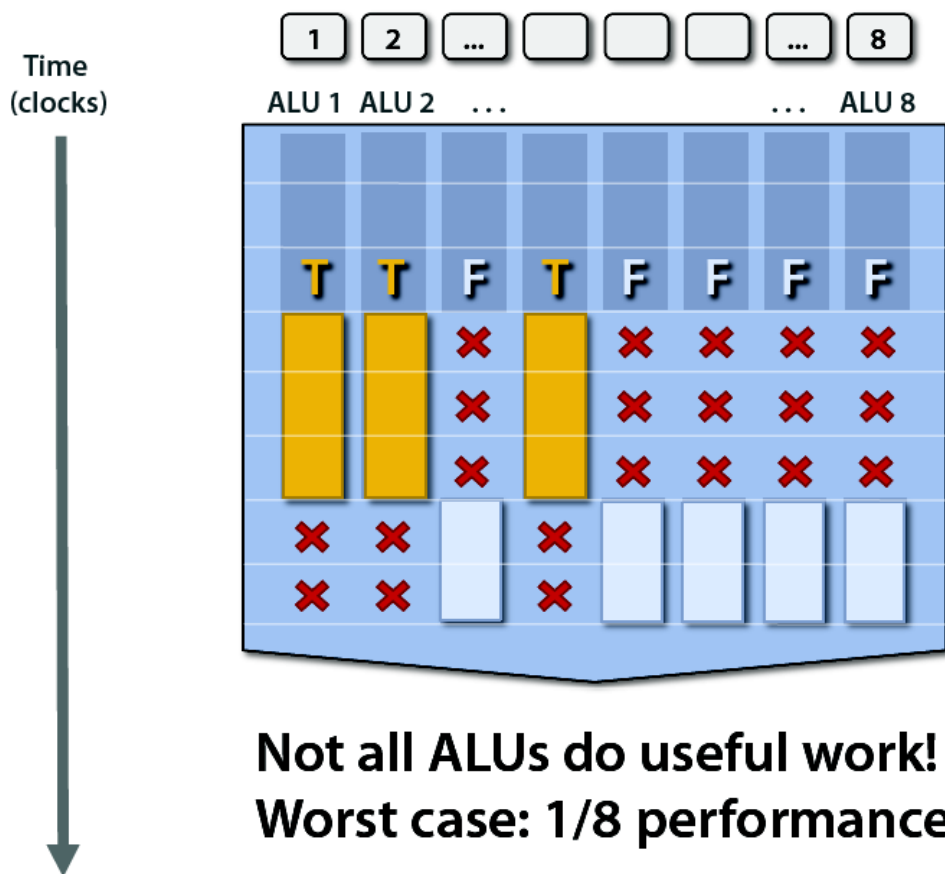 1 2 ... ... 8
Time
(clocks)
ALU 1 ALU 2 ... ... ALU 8
T T F T F F F F
Not all ALUs do useful work!
Worst case: 1/8 performance